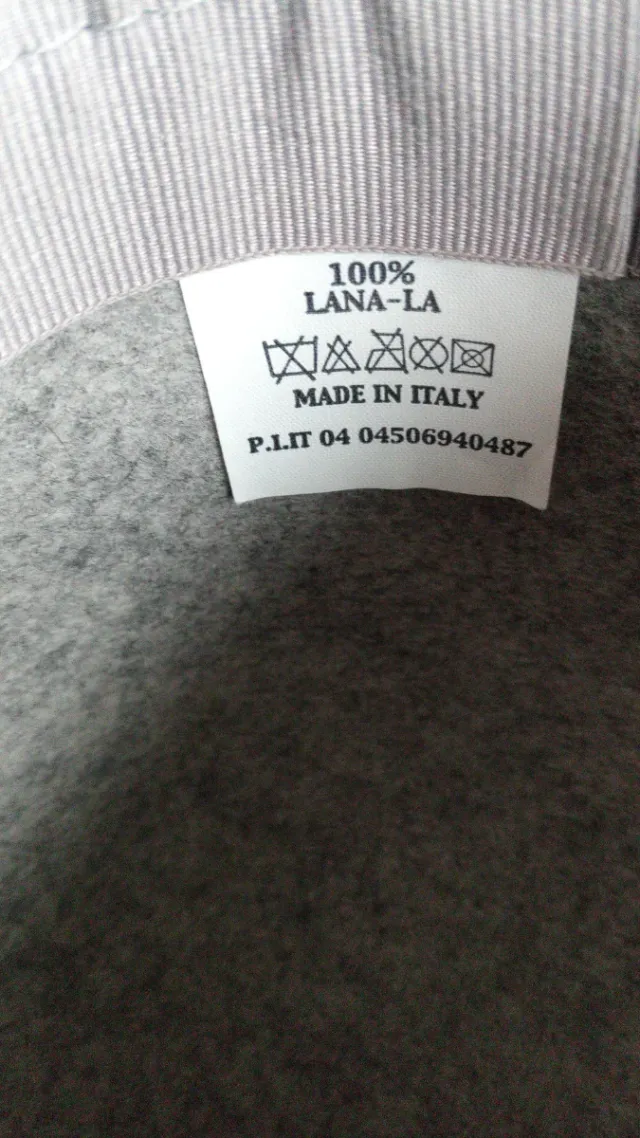 100%
LANA-LA
MADE IN ITALY
P.I.IT 04 04506940487